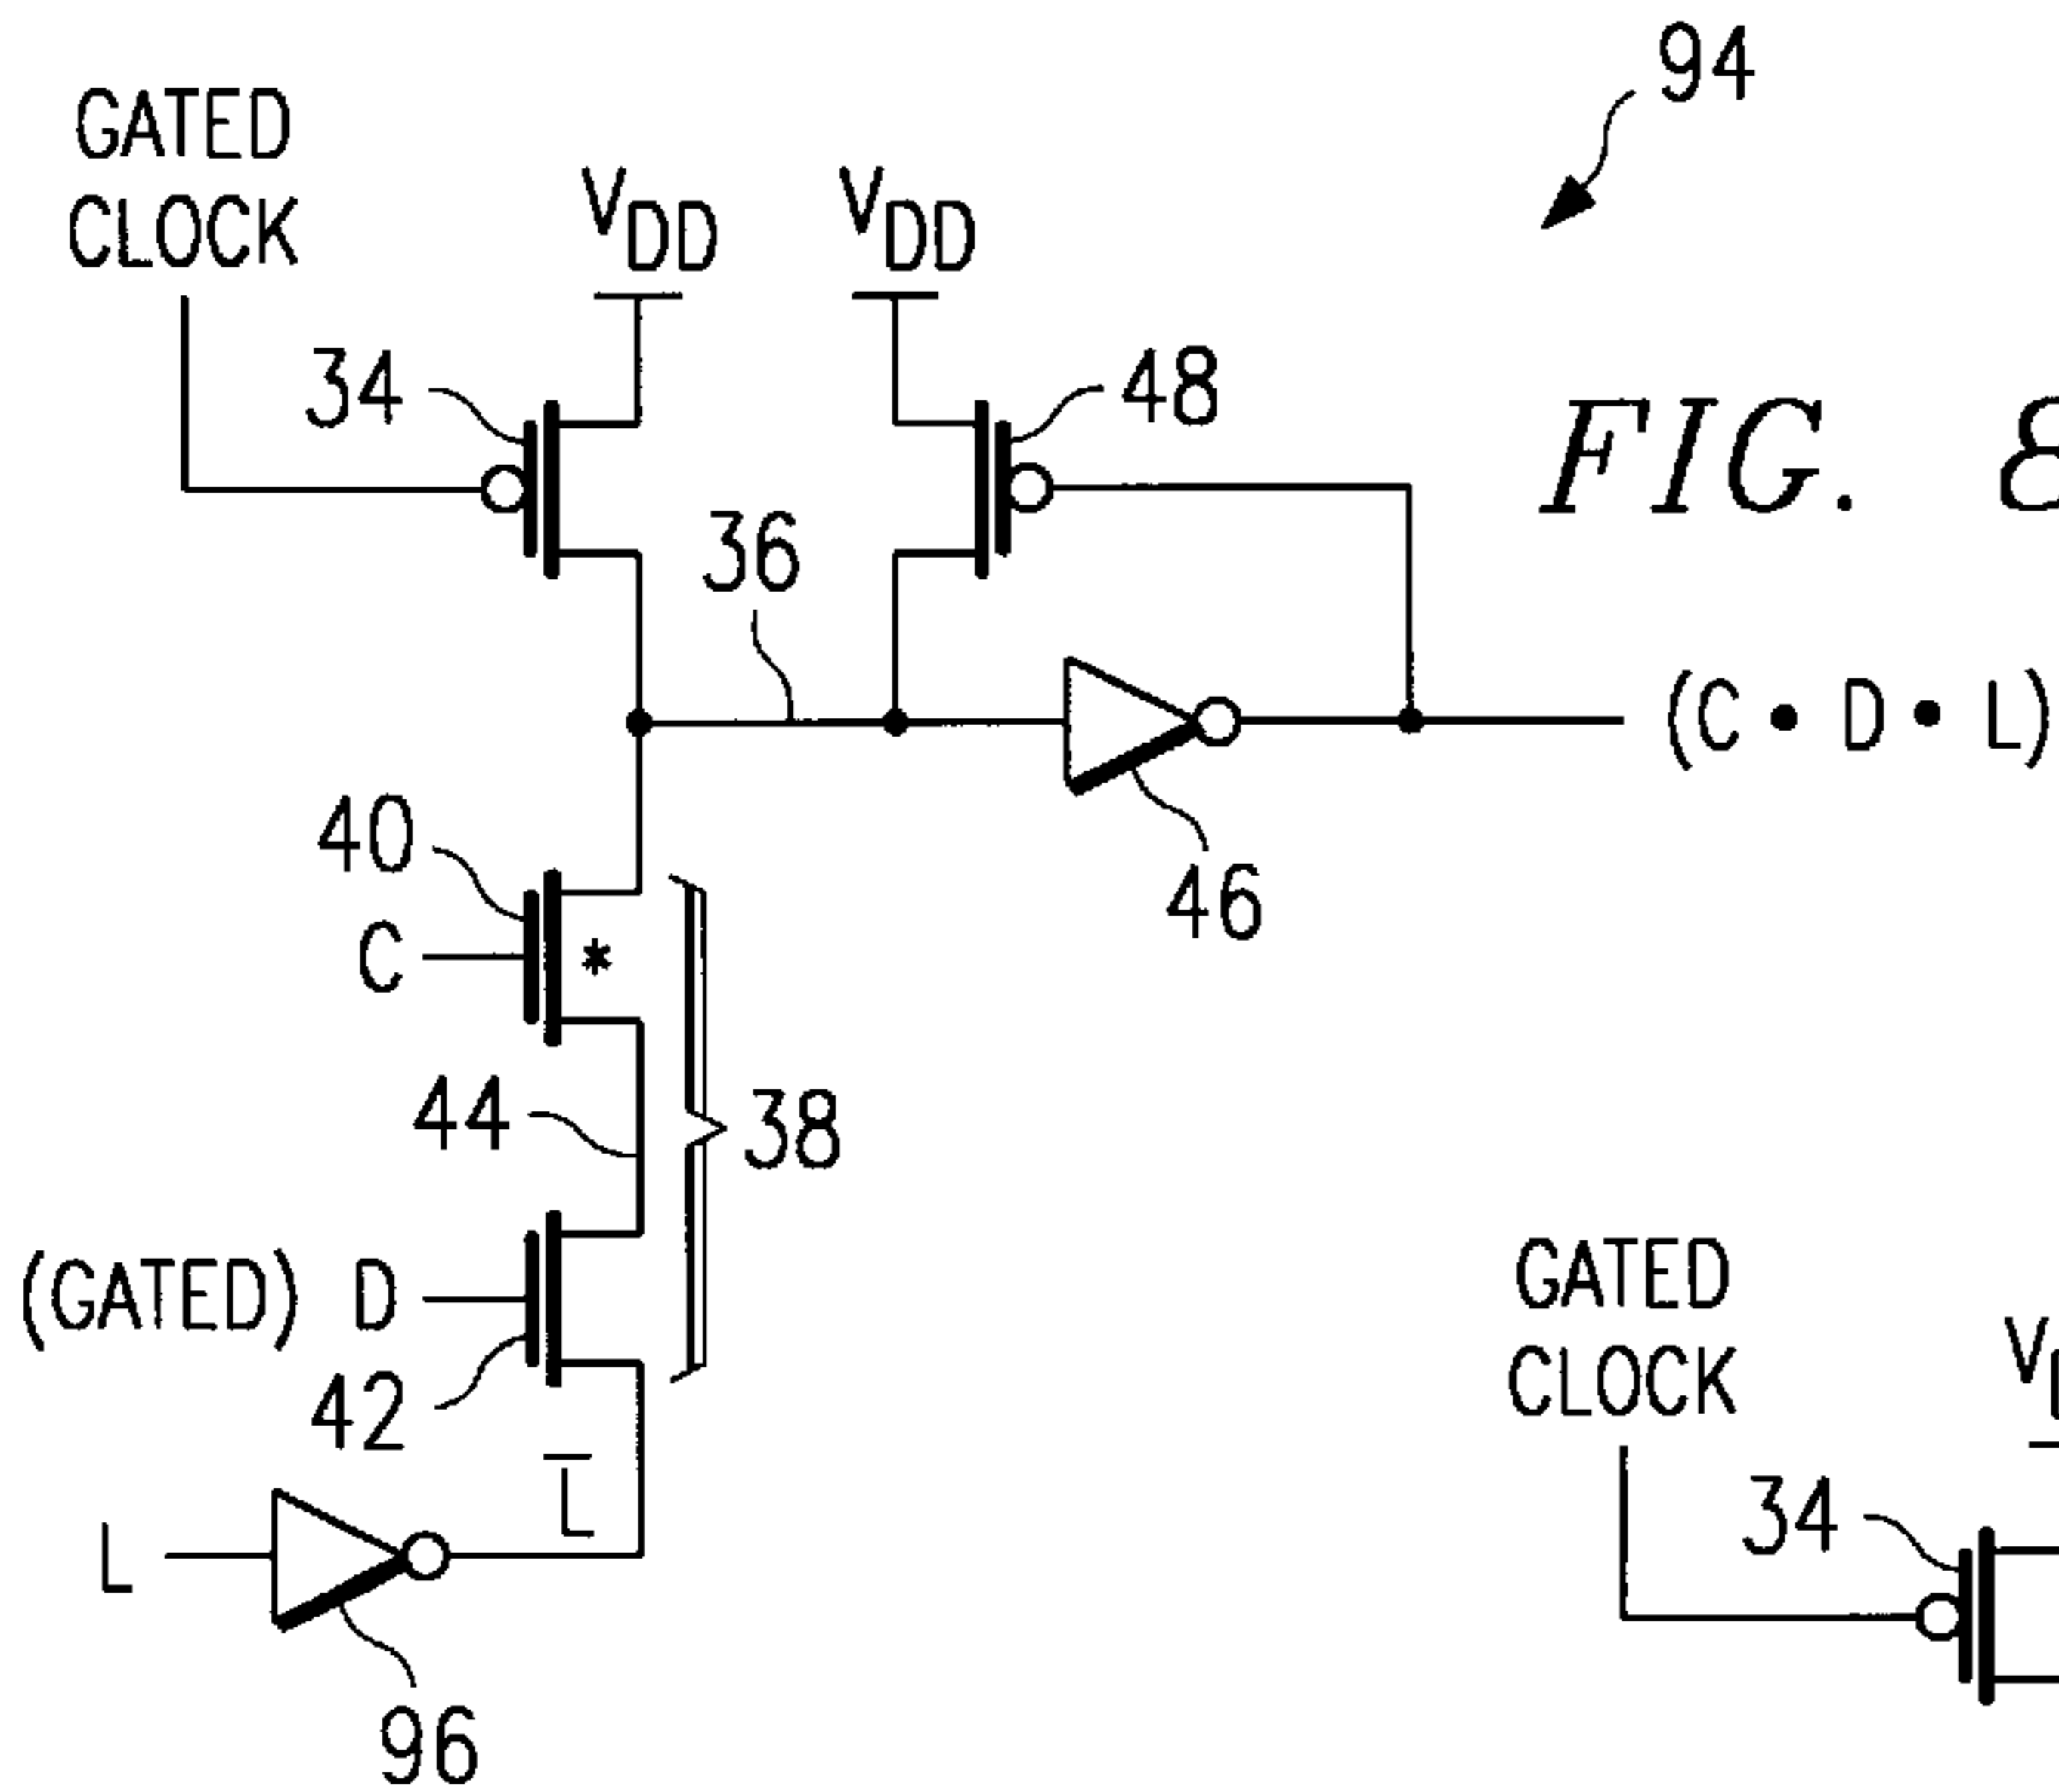 94
GATED
CLOCK
VDD
VDD
34
48
FIG. 8
36
(C • D • L)
40
C
*
46
44
38
(GATED) D
42
L̅
L
96
GATED
CLOCK
34